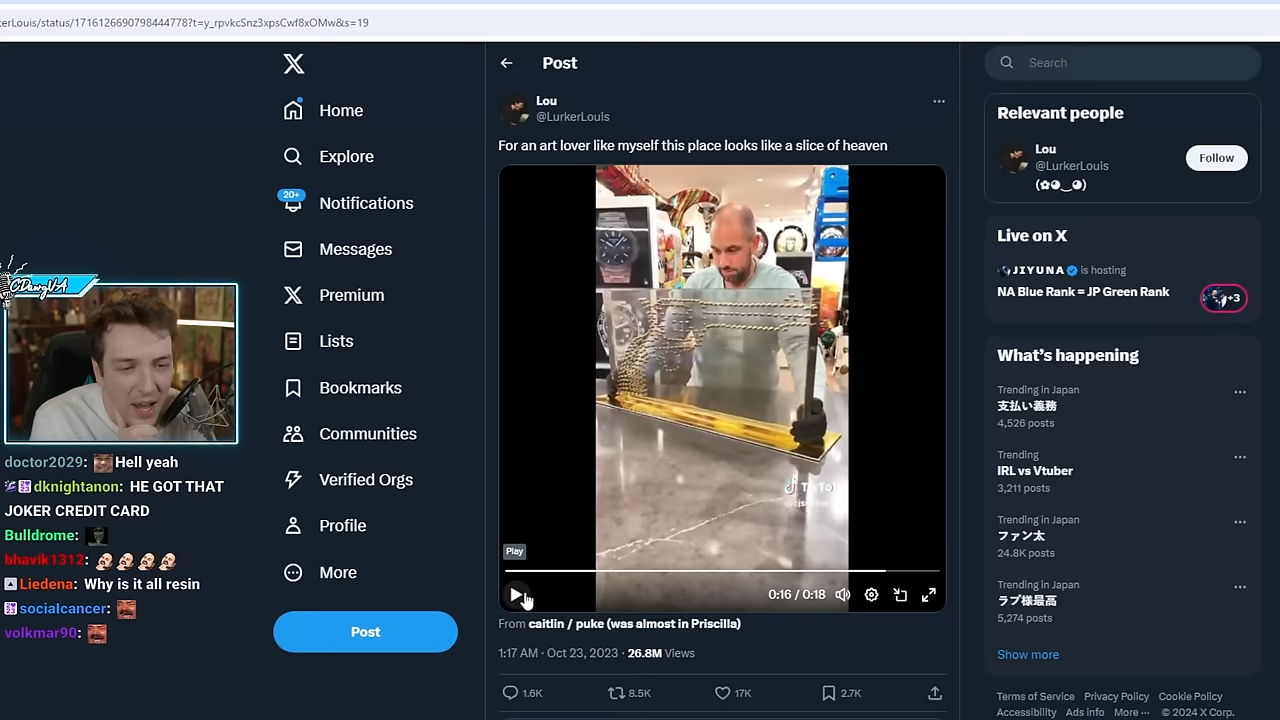 kerLouis/status/1716126690798444778?t=y_rpvkcSnz3xpsCwf8xOMw&s=19
Home
Explore
20+
Notifications
Messages
Premium
Lists
Bookmarks
Communities
Verified Orgs
Profile
More
Post
CDawgVA
doctor2029: Hell yeah
dknightanon: HE GOT THAT
JOKER CREDIT CARD
Bulldrome:
bhavik1312:
Liedena: Why is it all resin
socialcancer:
volkmar90:
Post
Lou
@LurkerLouis
For an art lover like myself this place looks like a slice of heaven
Play
0:16 / 0:18
From caitlin / puke (was almost in Priscilla)
1:17 AM · Oct 23, 2023 · 26.8M Views
1.6K
8.5K
17K
2.7K
Search
Relevant people
Lou
@LurkerLouis
(✿◕‿◕)
Follow
Live on X
JIYUNA is hosting
NA Blue Rank = JP Green Rank
+3
What's happening
Trending in Japan
支払い義務
4,526 posts
Trending
IRL vs Vtuber
3,211 posts
Trending in Japan
ファン太
24.8K posts
Trending in Japan
ラブ様最高
5,274 posts
Show more
Terms of Service Privacy Policy Cookie Policy
Accessibility Ads info More ··· © 2024 X Corp.